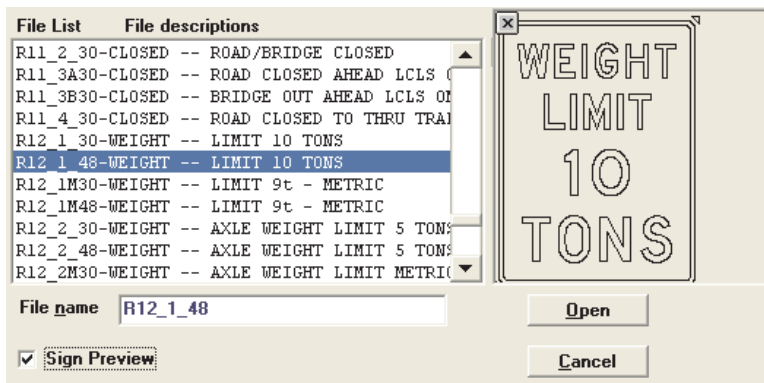 File List File descriptions
R11_2_30-CLOSED -- ROAD/BRIDGE CLOSED
R11_3A30-CLOSED -- ROAD CLOSED AHEAD LCLS
R11_3B30-CLOSED -- BRIDGE OUT AHEAD LCLS
R11_4_30-CLOSED -- ROAD CLOSED TO THRU
R12_1_30-WEIGHT -- LIMIT 10 TONS
R12_1_48-WEIGHT -- LIMIT 10 TONS
R12_1M30-WEIGHT -- LIMIT 9t - METRIC
R12_1M48-WEIGHT -- LIMIT 9t - METRIC
R12_2_30-WEIGHT -- AXLE WEIGHT LIMIT 5 TONS
R12_2_48-WEIGHT -- AXLE WEIGHT LIMIT 5 TONS
R12_2M30-WEIGHT -- AXLE WEIGHT LIMIT METRIC
File name R12_1_48
Sign Preview
WEIGHT
LIMIT
10
TONS
Open
Cancel